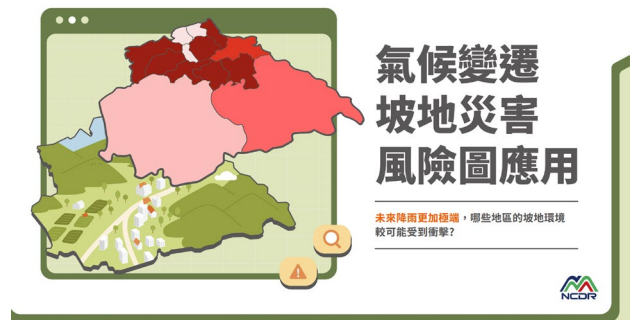 氣候變遷
坡地災害
風險圖應用
未來降雨更加極端，哪些地區的坡地環境
較可能受到衝擊?
NCDR